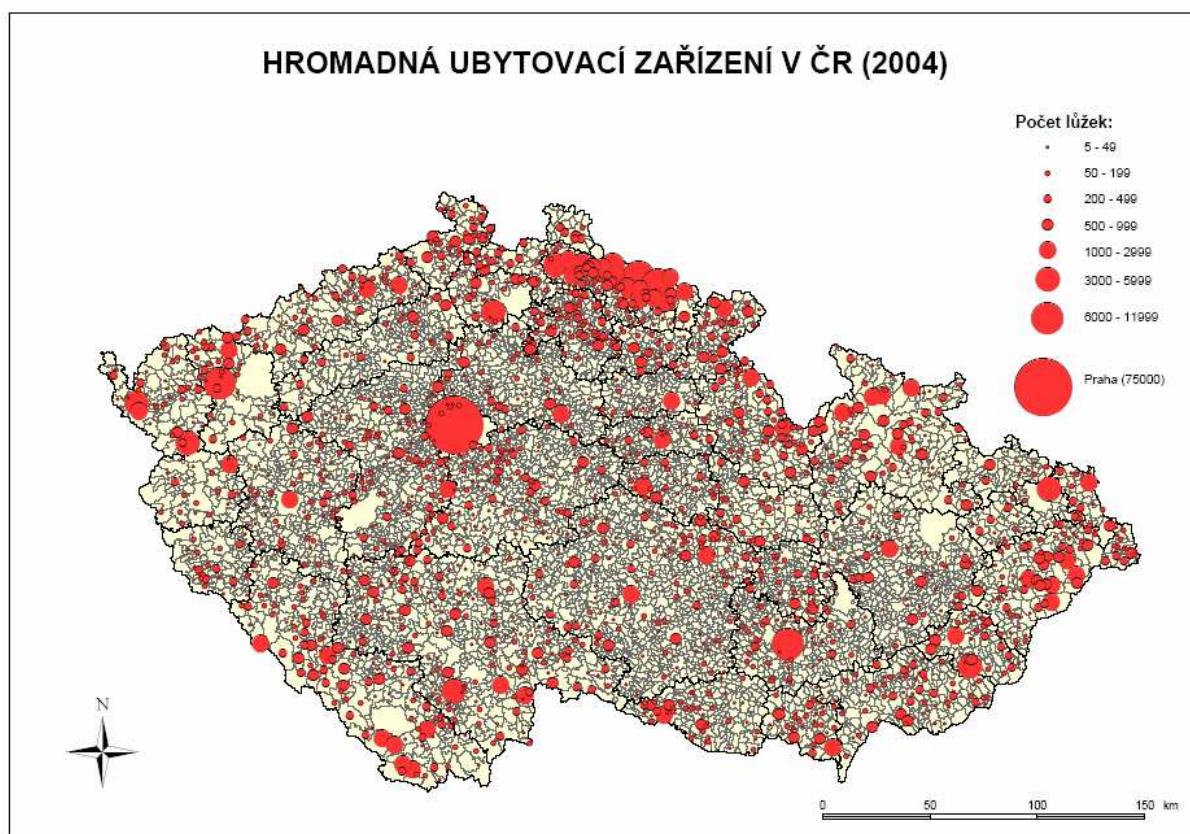 HROMADNÁ UBYTOVACÍ ZAŘÍZENÍ V ČR (2004)
Počet lůžek:
5 - 49
50 - 199
200 - 499
500 - 999
1000 - 2999
3000 - 5999
6000 - 11999
Praha (75000)
N
0 50 100 150 km